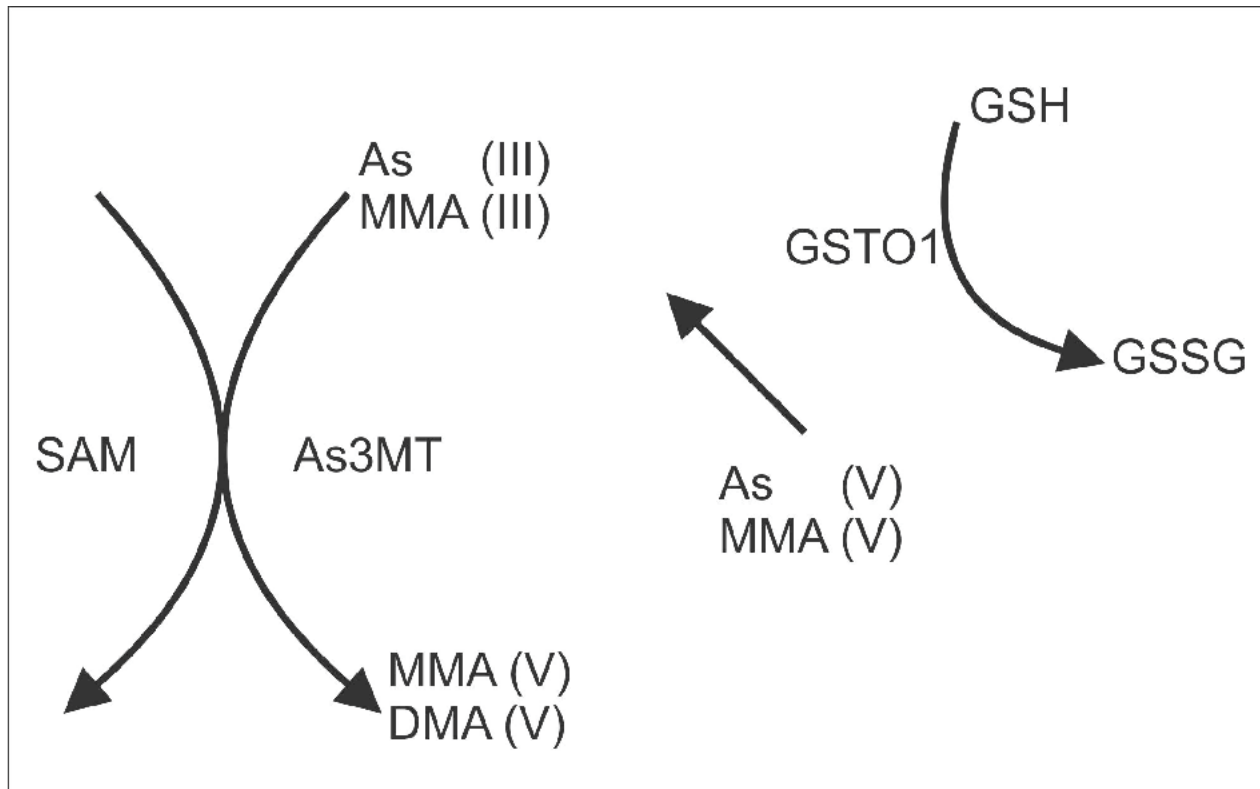 GSH
As (III)
MMA (III)
GSTO1
GSSG
SAM
As3MT
As (V)
MMA (V)
MMA (V)
DMA (V)